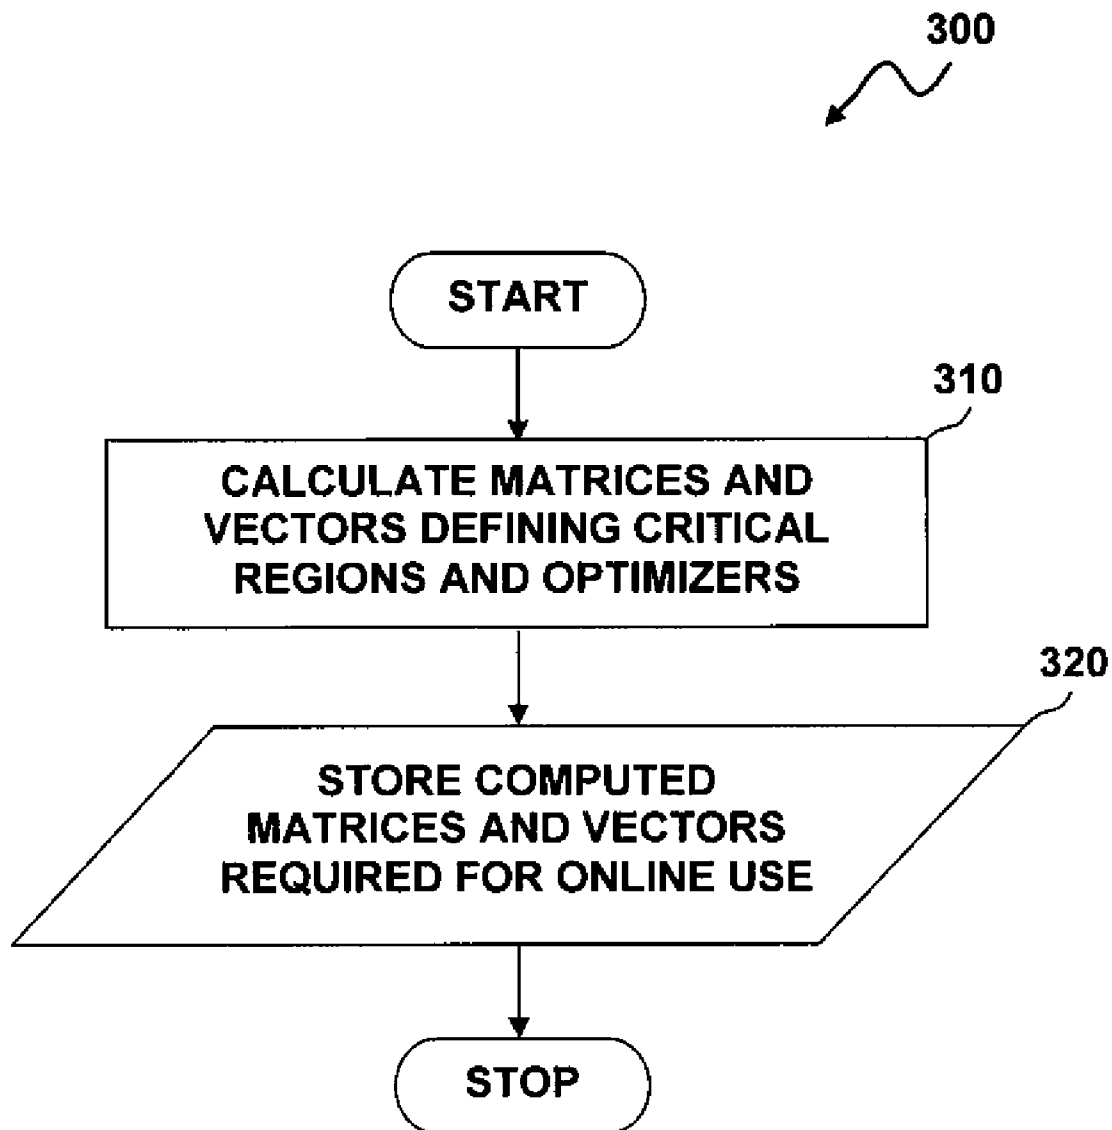 300
START
310
CALCULATE MATRICES AND
VECTORS DEFINING CRITICAL
REGIONS AND OPTIMIZERS
320
STORE COMPUTED
MATRICES AND VECTORS
REQUIRED FOR ONLINE USE
STOP